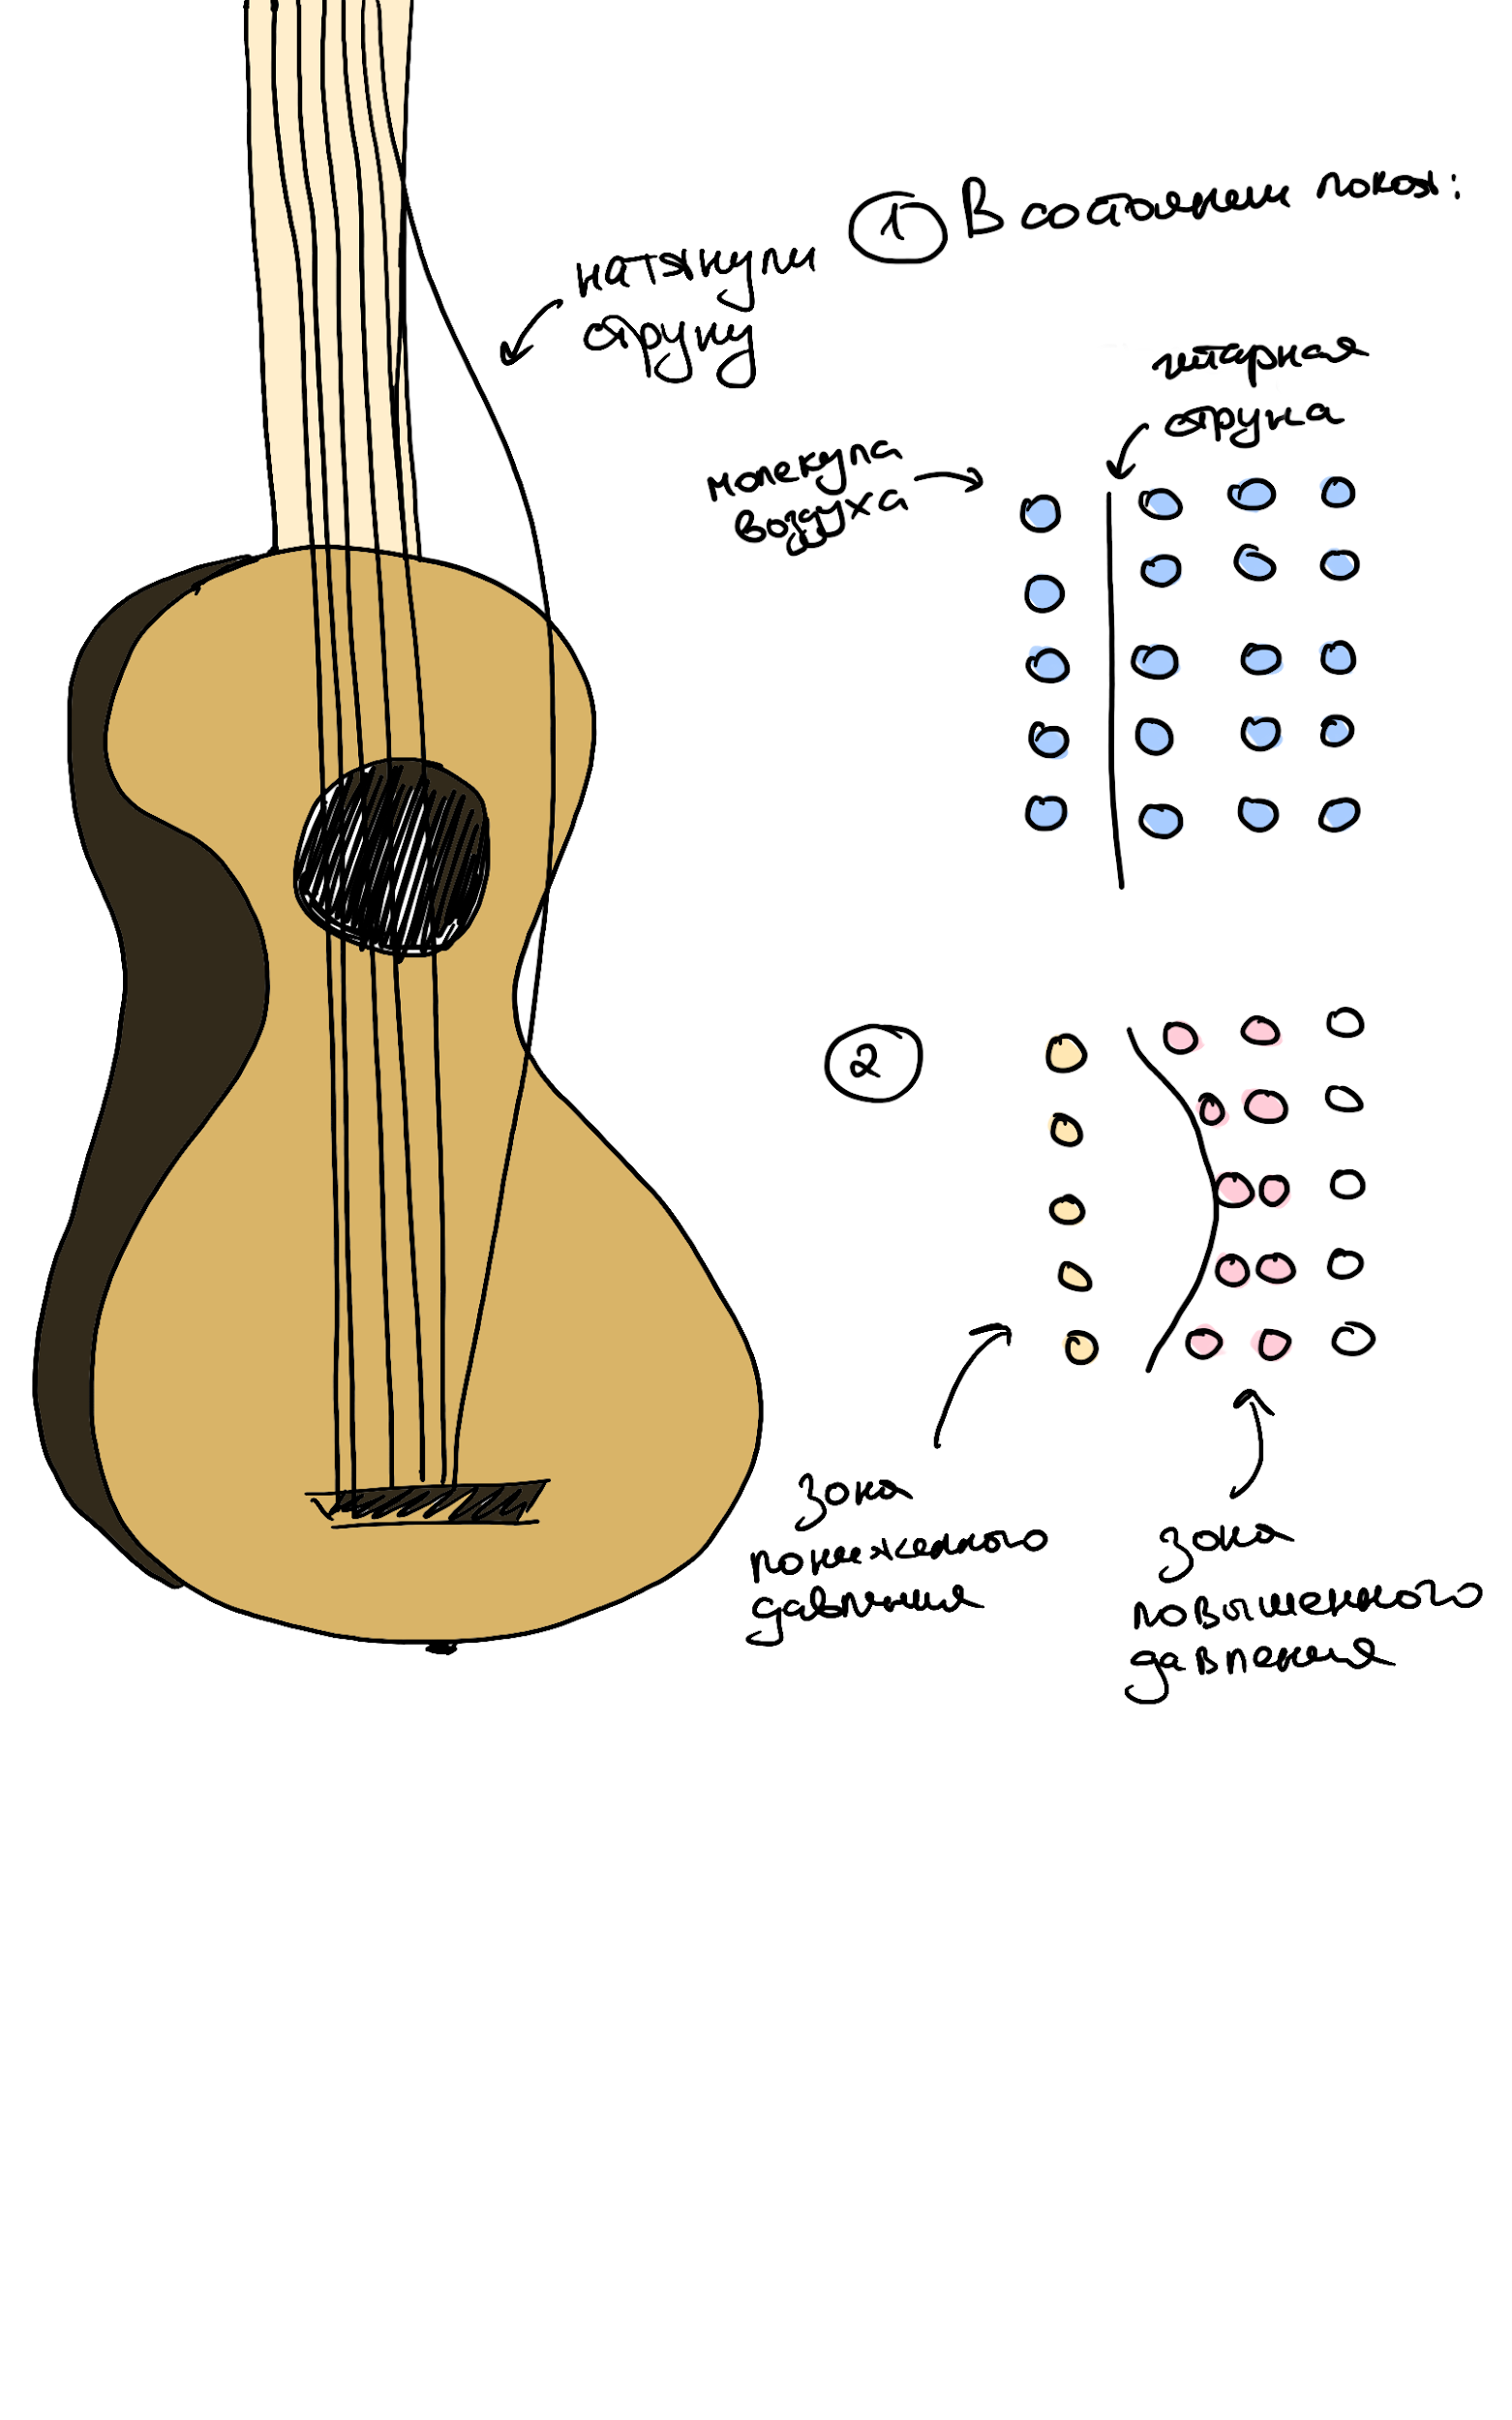 натянули
струну
1 В состоянии покоя:
гитарная
струна
молекула
воздуха
2
зона
пониженного
давления
зона
повышенного
давления